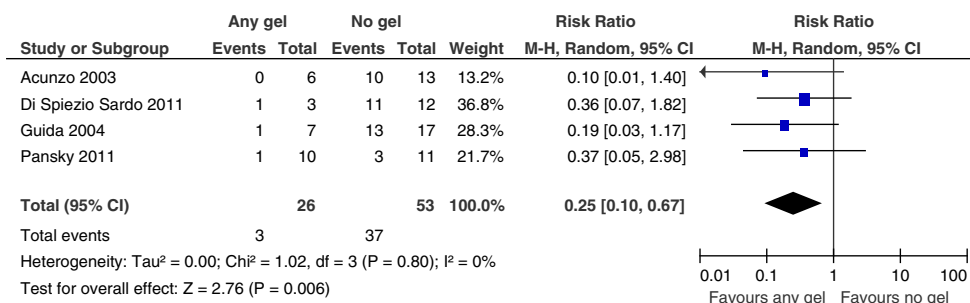 Any gel No gel Risk Ratio Risk Ratio
Study or Subgroup Events Total Events Total Weight M-H, Random, 95% CI M-H, Random, 95% CI
Acunzo 2003 0 6 10 13 13.2% 0.10 [0.01, 1.40]
Di Spiezio Sardo 2011 1 3 11 12 36.8% 0.36 [0.07, 1.82]
Guida 2004 1 7 13 17 28.3% 0.19 [0.03, 1.17]
Pansky 2011 1 10 3 11 21.7% 0.37 [0.05, 2.98]
Total (95% CI) 26 53 100.0% 0.25 [0.10, 0.67]
Total events 3 37
Heterogeneity: Tau² = 0.00; Chi² = 1.02, df = 3 (P = 0.80); I² = 0%
Test for overall effect: Z = 2.76 (P = 0.006)
0.01 0.1 1 10 100
Favours any gel Favours no gel